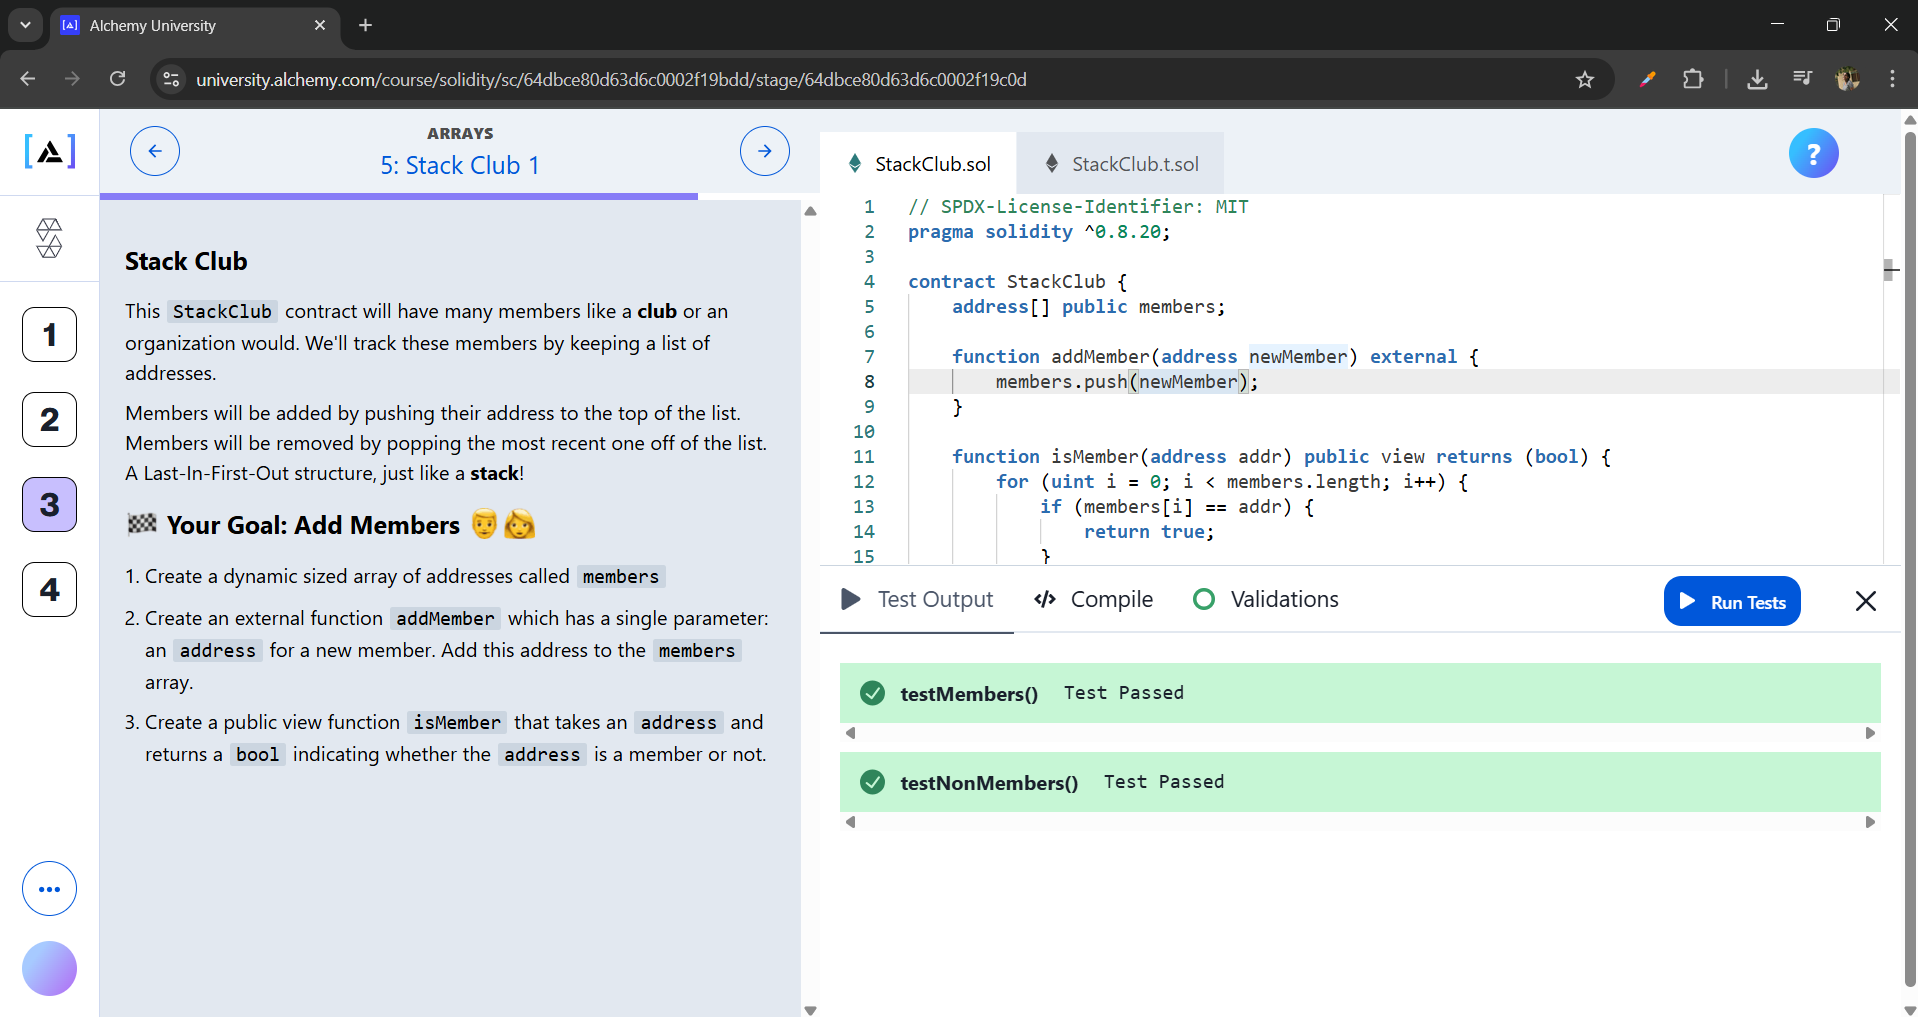 Alchemy University
university.alchemy.com/course/solidity/sc/64dbce80d63d6c0002f19bdd/stage/64dbce80d63d6c0002f19c0d
ARRAYS
5: Stack Club 1
1
2
3
4
Stack Club
This StackClub contract will have many members like a club or an
organization would. We'll track these members by keeping a list of
addresses.
Members will be added by pushing their address to the top of the list.
Members will be removed by popping the most recent one off of the list.
A Last-In-First-Out structure, just like a stack!
🏁 Your Goal: Add Members 👨👩
1. Create a dynamic sized array of addresses called members
2. Create an external function addMember which has a single parameter:
an address for a new member. Add this address to the members
array.
3. Create a public view function isMember that takes an address and
returns a bool indicating whether the address is a member or not.
StackClub.sol
StackClub.t.sol
?
1 // SPDX-License-Identifier: MIT
2 pragma solidity ^0.8.20;
3
4 contract StackClub {
5 address[] public members;
6
7 function addMember(address newMember) external {
8 members.push(newMember);
9 }
10
11 function isMember(address addr) public view returns (bool) {
12 for (uint i = 0; i < members.length; i++) {
13 if (members[i] == addr) {
14 return true;
15 }
Test Output
</> Compile
Validations
Run Tests
testMembers() Test Passed
testNonMembers() Test Passed